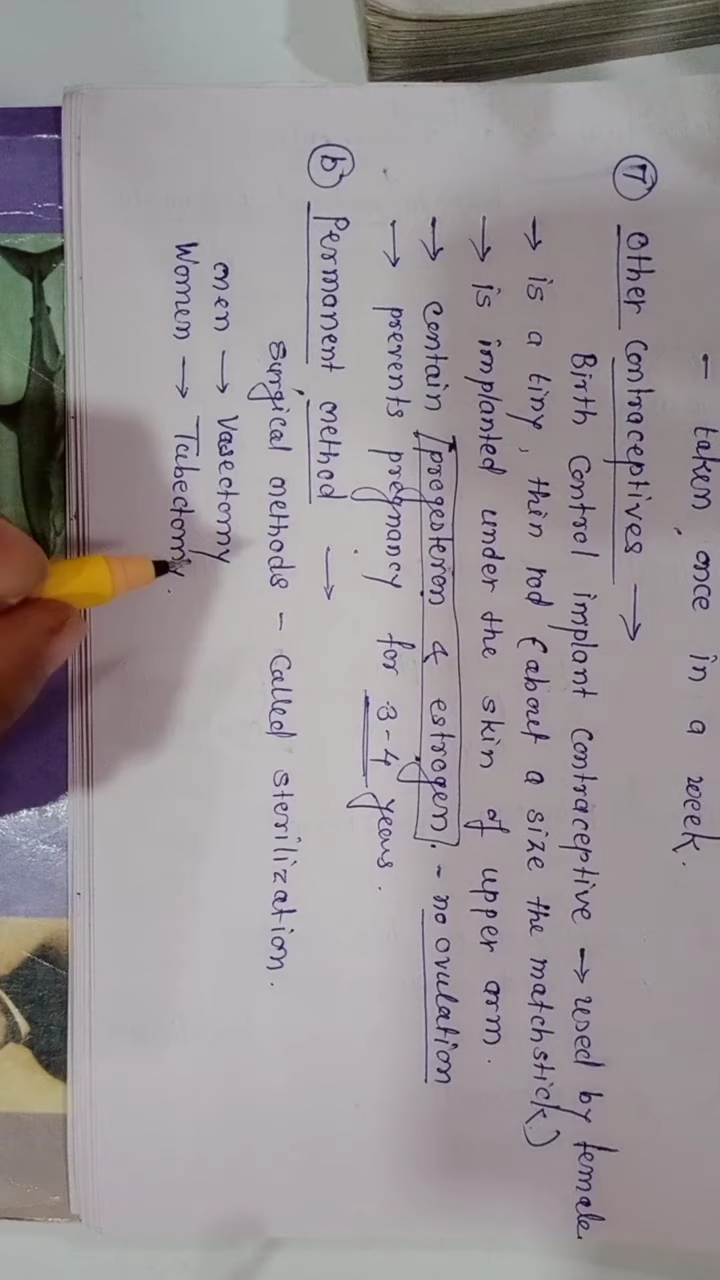 - taken once in a week.
⑦ Other Contraceptives →
Birth Control implant contraceptive → used by female
→ is a tiny, thin rod (about a size the matchstick.)
→ is implanted under the skin of upper arm.
→ contain [progesteron & estrogen]. - no ovulation
→ prevents pregnancy for 3-4 years.
ⓑ Permanent method →
Surgical methods - Called sterilization.
men → Vasectomy
Women → Tubectomy.